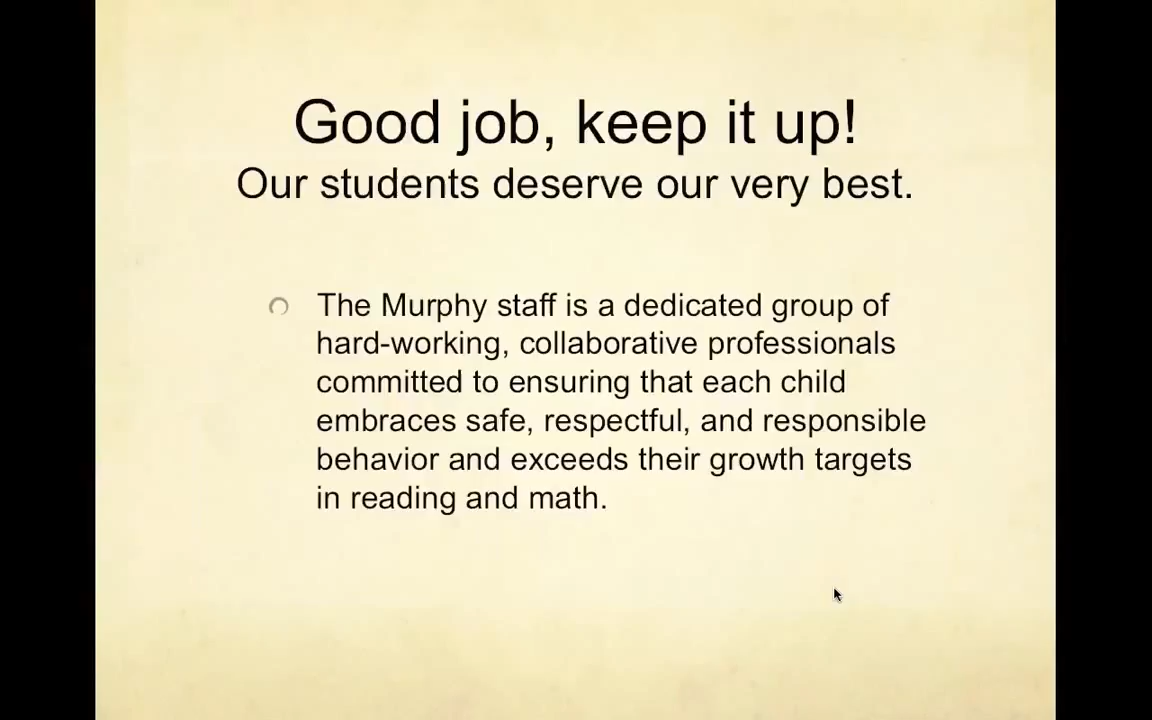 Good job, keep it up!
Our students deserve our very best.
The Murphy staff is a dedicated group of
hard-working, collaborative professionals
committed to ensuring that each child
embraces safe, respectful, and responsible
behavior and exceeds their growth targets
in reading and math.